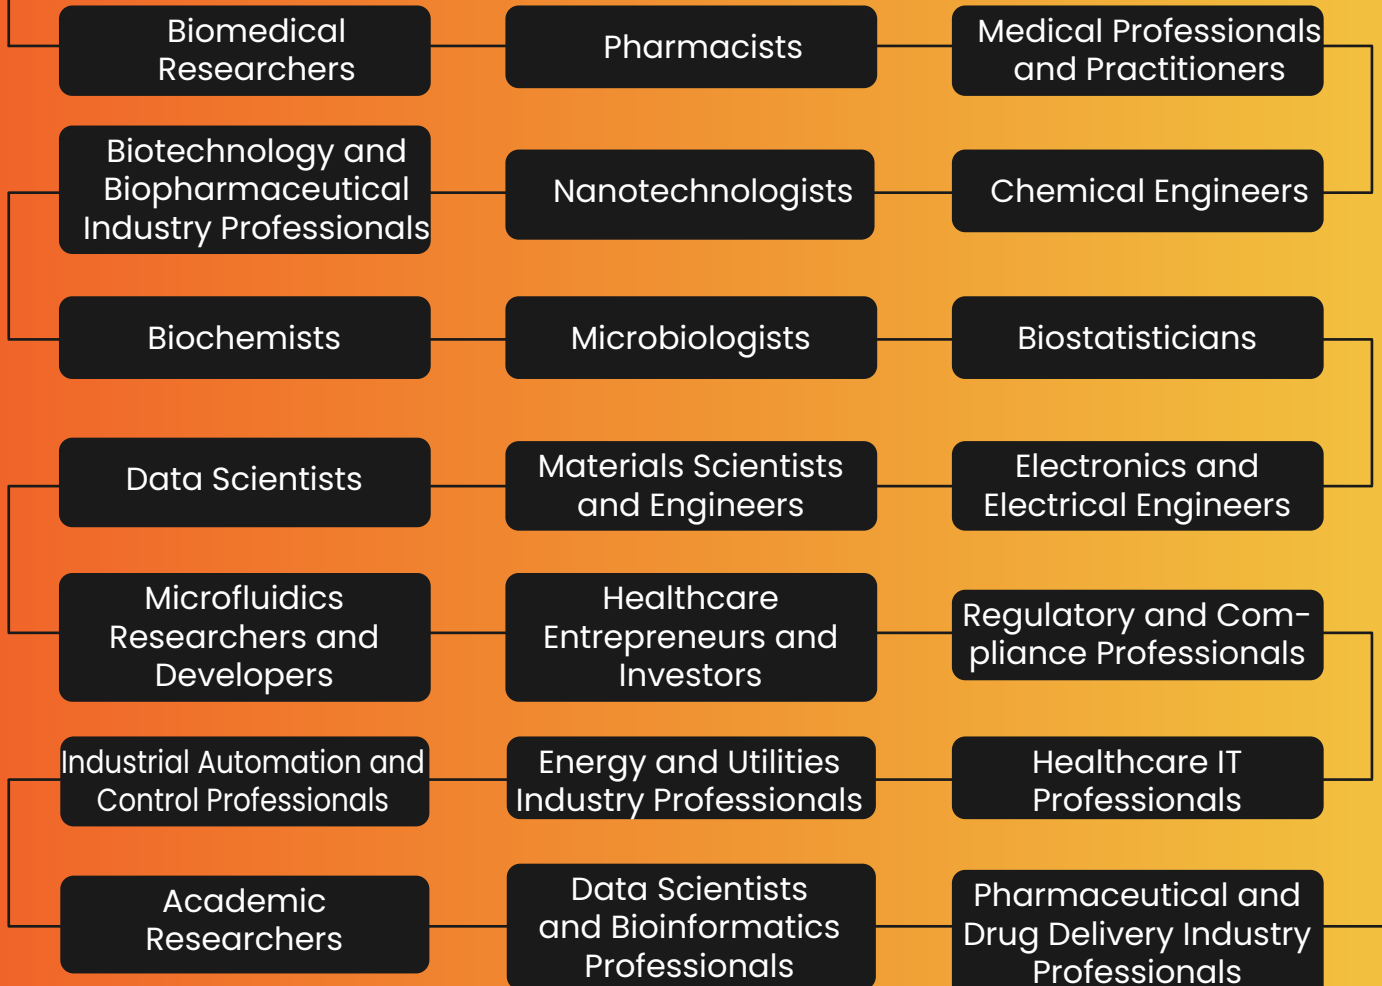 Biomedical
Researchers
Pharmacists
Medical Professionals
and Practitioners
Biotechnology and
Biopharmaceutical
Industry Professionals
Nanotechnologists
Chemical Engineers
Biochemists
Microbiologists
Biostatisticians
Data Scientists
Materials Scientists
and Engineers
Electronics and
Electrical Engineers
Microfluidics
Researchers and
Developers
Healthcare
Entrepreneurs and
Investors
Regulatory and Com-
pliance Professionals
Industrial Automation and
Control Professionals
Energy and Utilities
Industry Professionals
Healthcare IT
Professionals
Academic
Researchers
Data Scientists
and Bioinformatics
Professionals
Pharmaceutical and
Drug Delivery Industry
Professionals